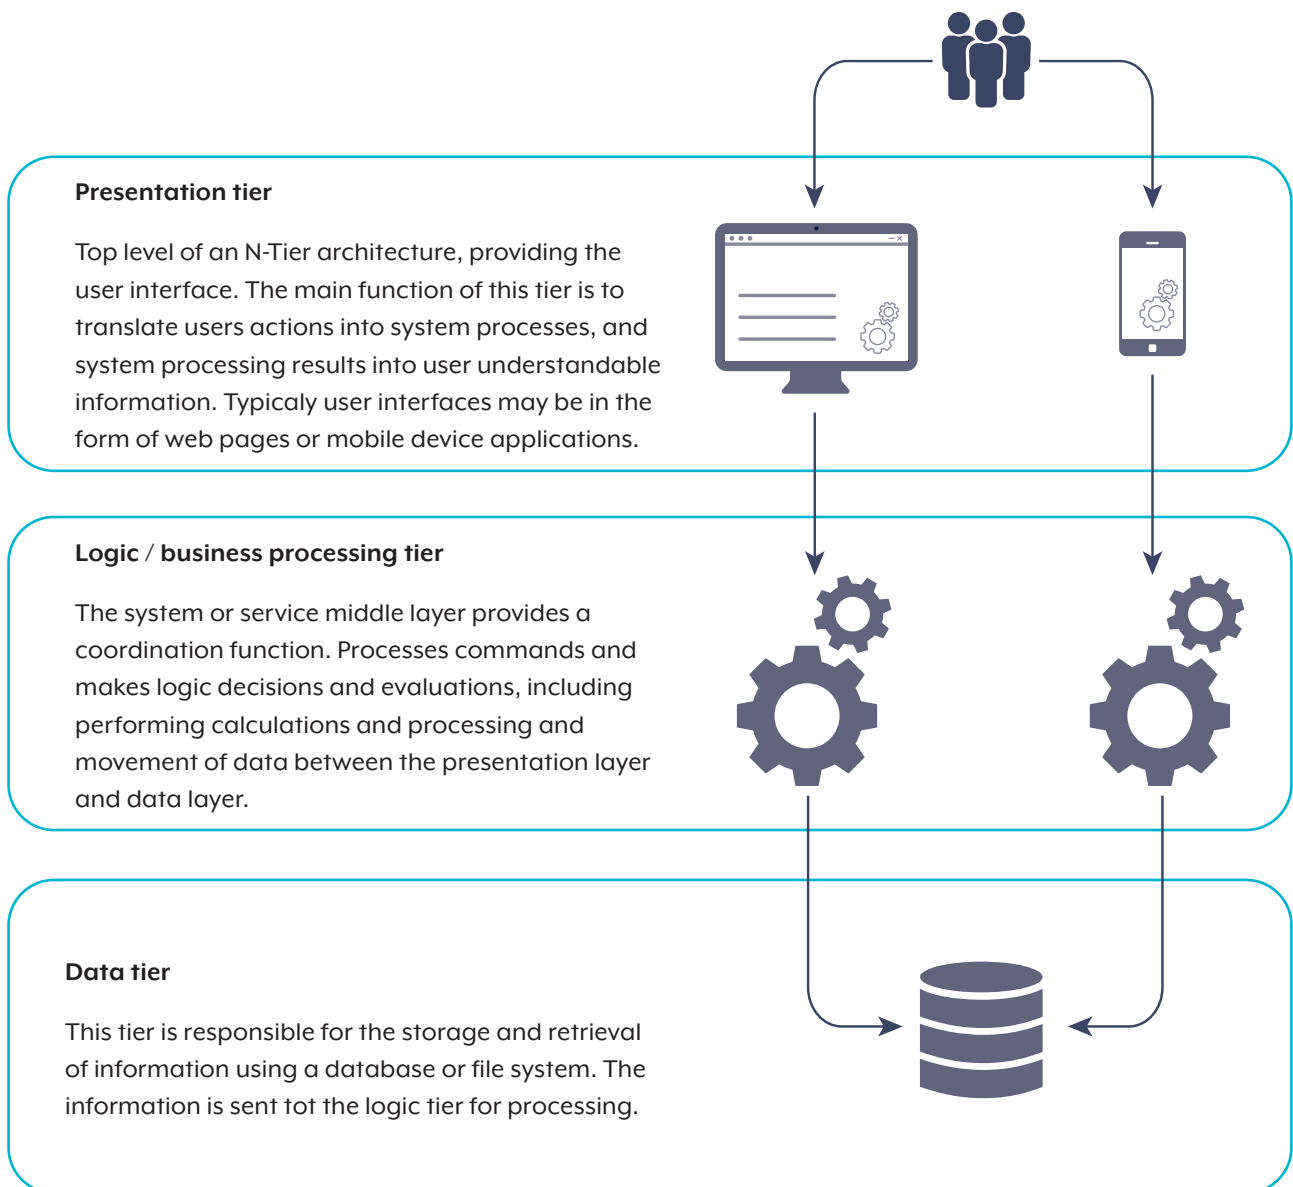 Presentation tier
Top level of an N-Tier architecture, providing the
user interface. The main function of this tier is to
translate users actions into system processes, and
system processing results into user understandable
information. Typicaly user interfaces may be in the
form of web pages or mobile device applications.
Logic / business processing tier
The system or service middle layer provides a
coordination function. Processes commands and
makes logic decisions and evaluations, including
performing calculations and processing and
movement of data between the presentation layer
and data layer.
Data tier
This tier is responsible for the storage and retrieval
of information using a database or file system. The
information is sent tot the logic tier for processing.